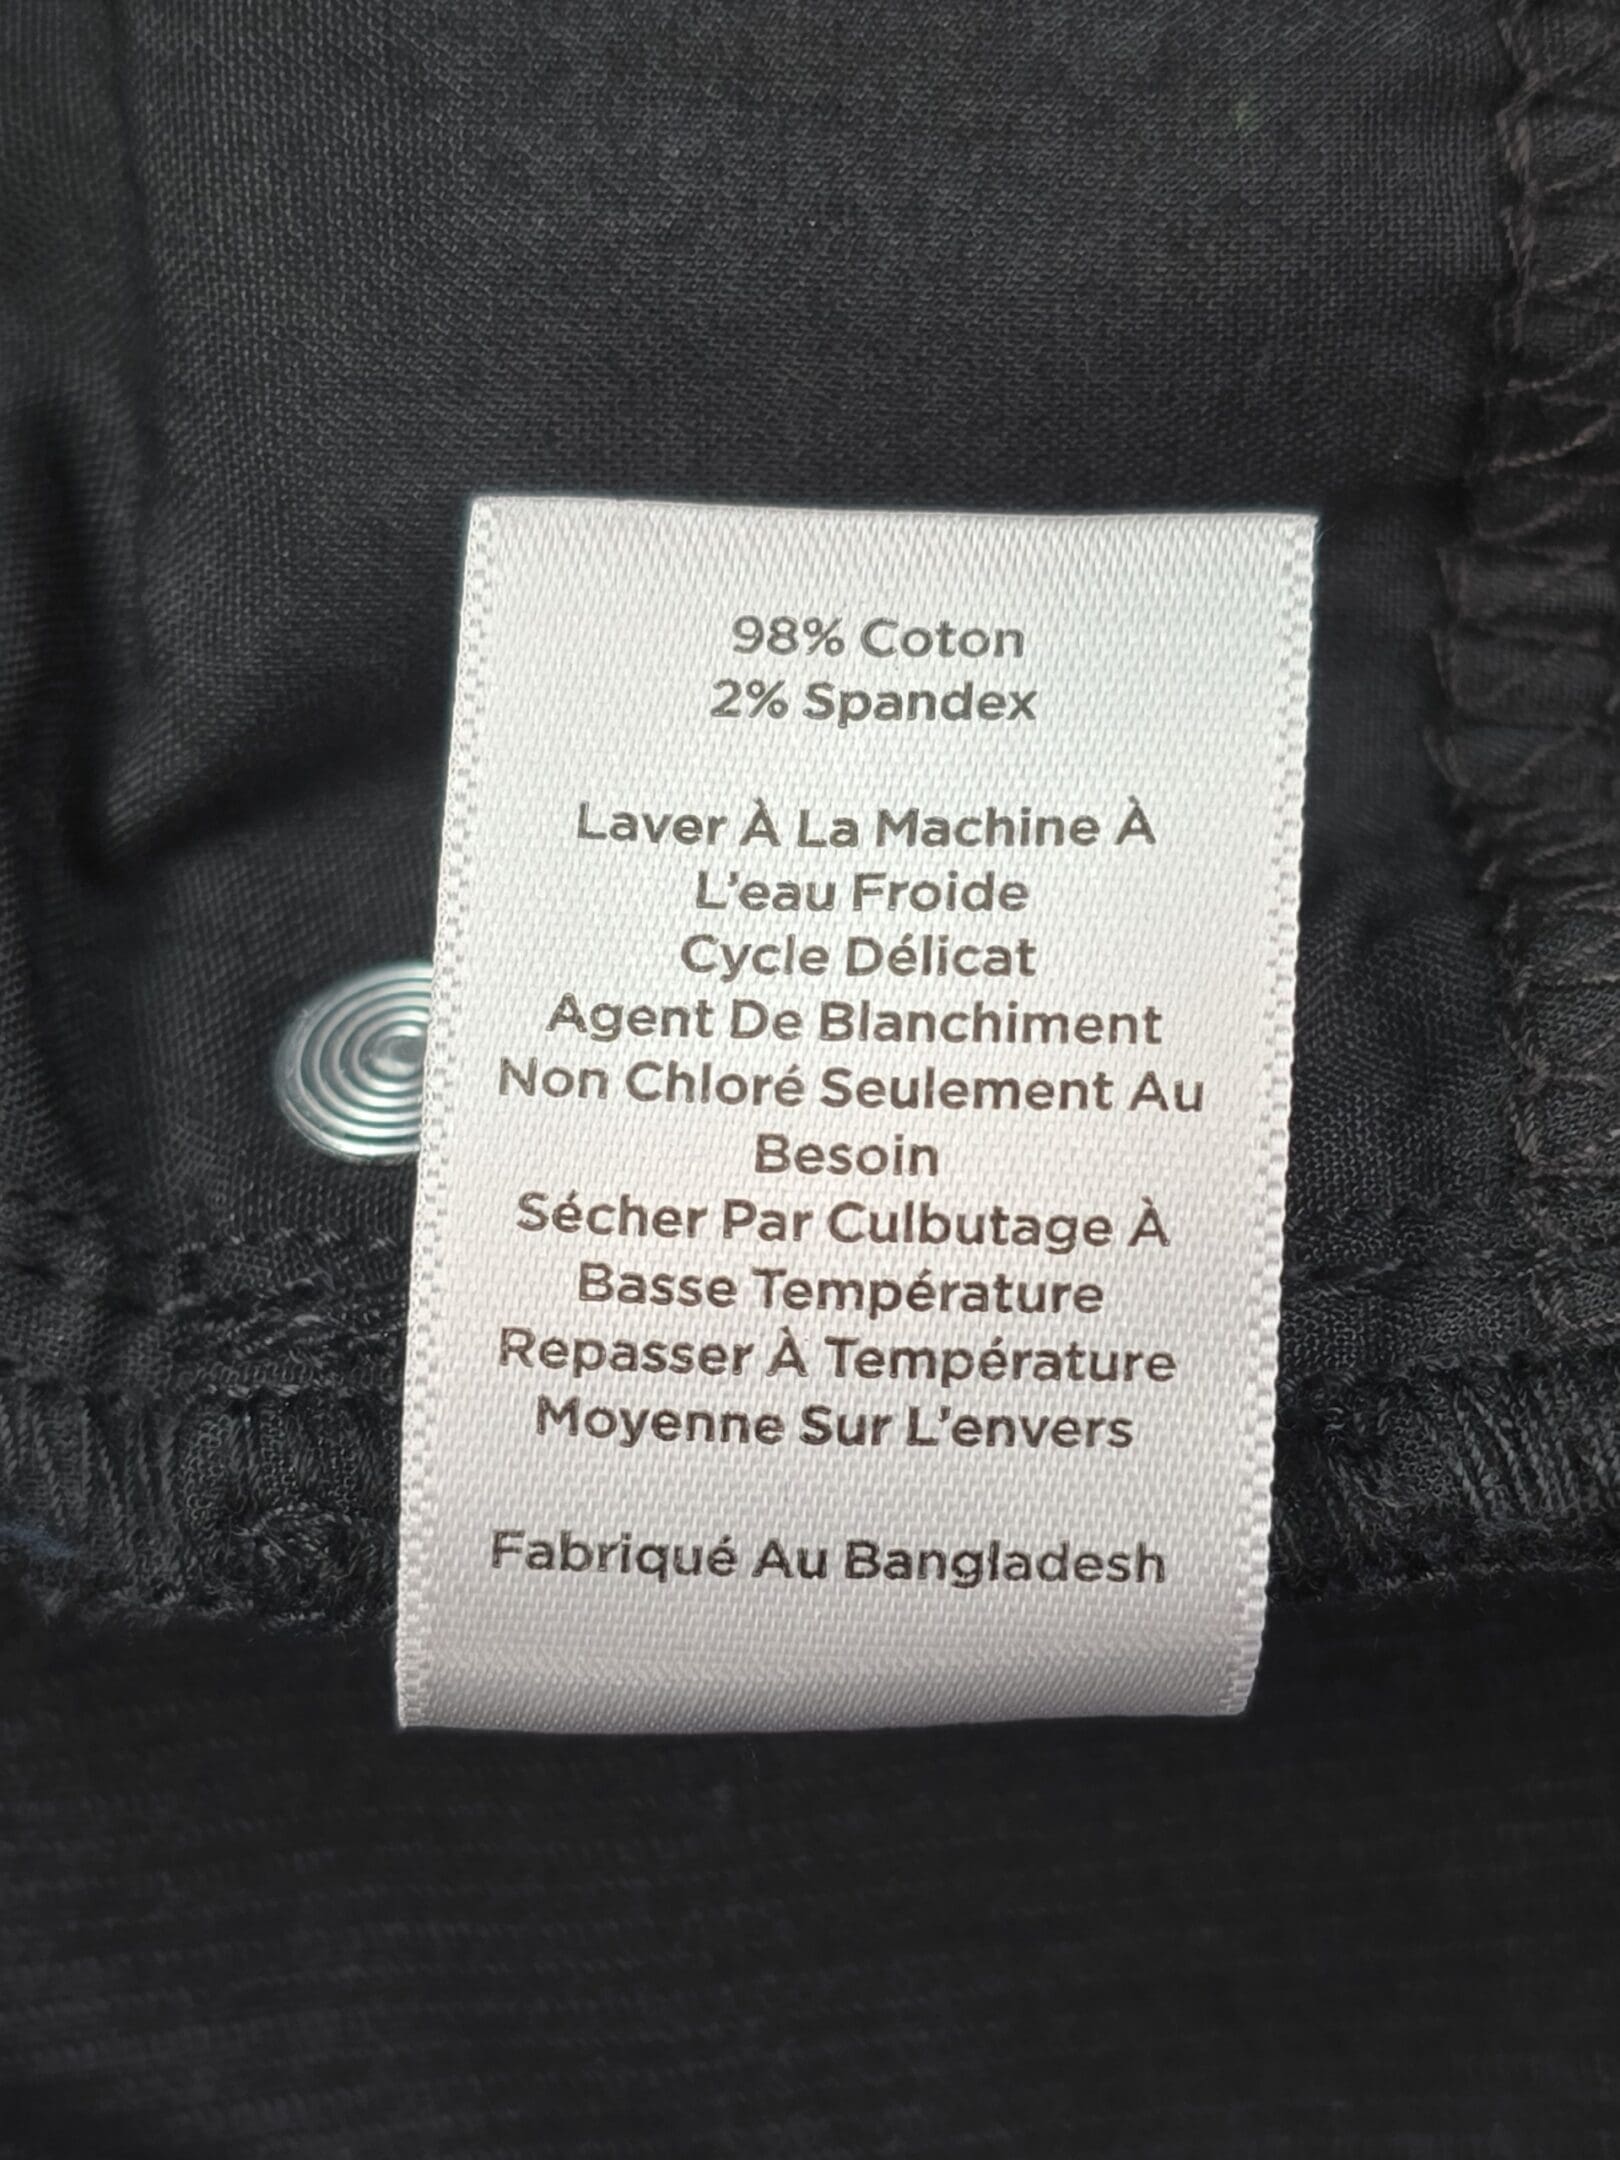 98% Coton
2% Spandex
Laver À La Machine À
L'eau Froide
Cycle Délicat
Agent De Blanchiment
Non Chloré Seulement Au
Besoin
Sécher Par Culbutage À
Basse Température
Repasser À Température
Moyenne Sur L'envers
Fabriqué Au Bangladesh